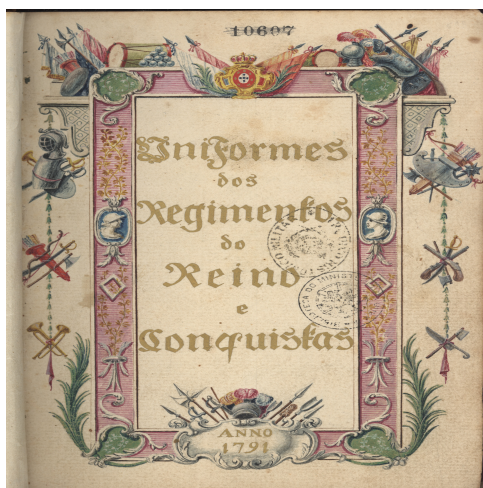 10607
Uniformes
dos
Regimentos
do
Reino
e
Conquistas
ANNO
1791